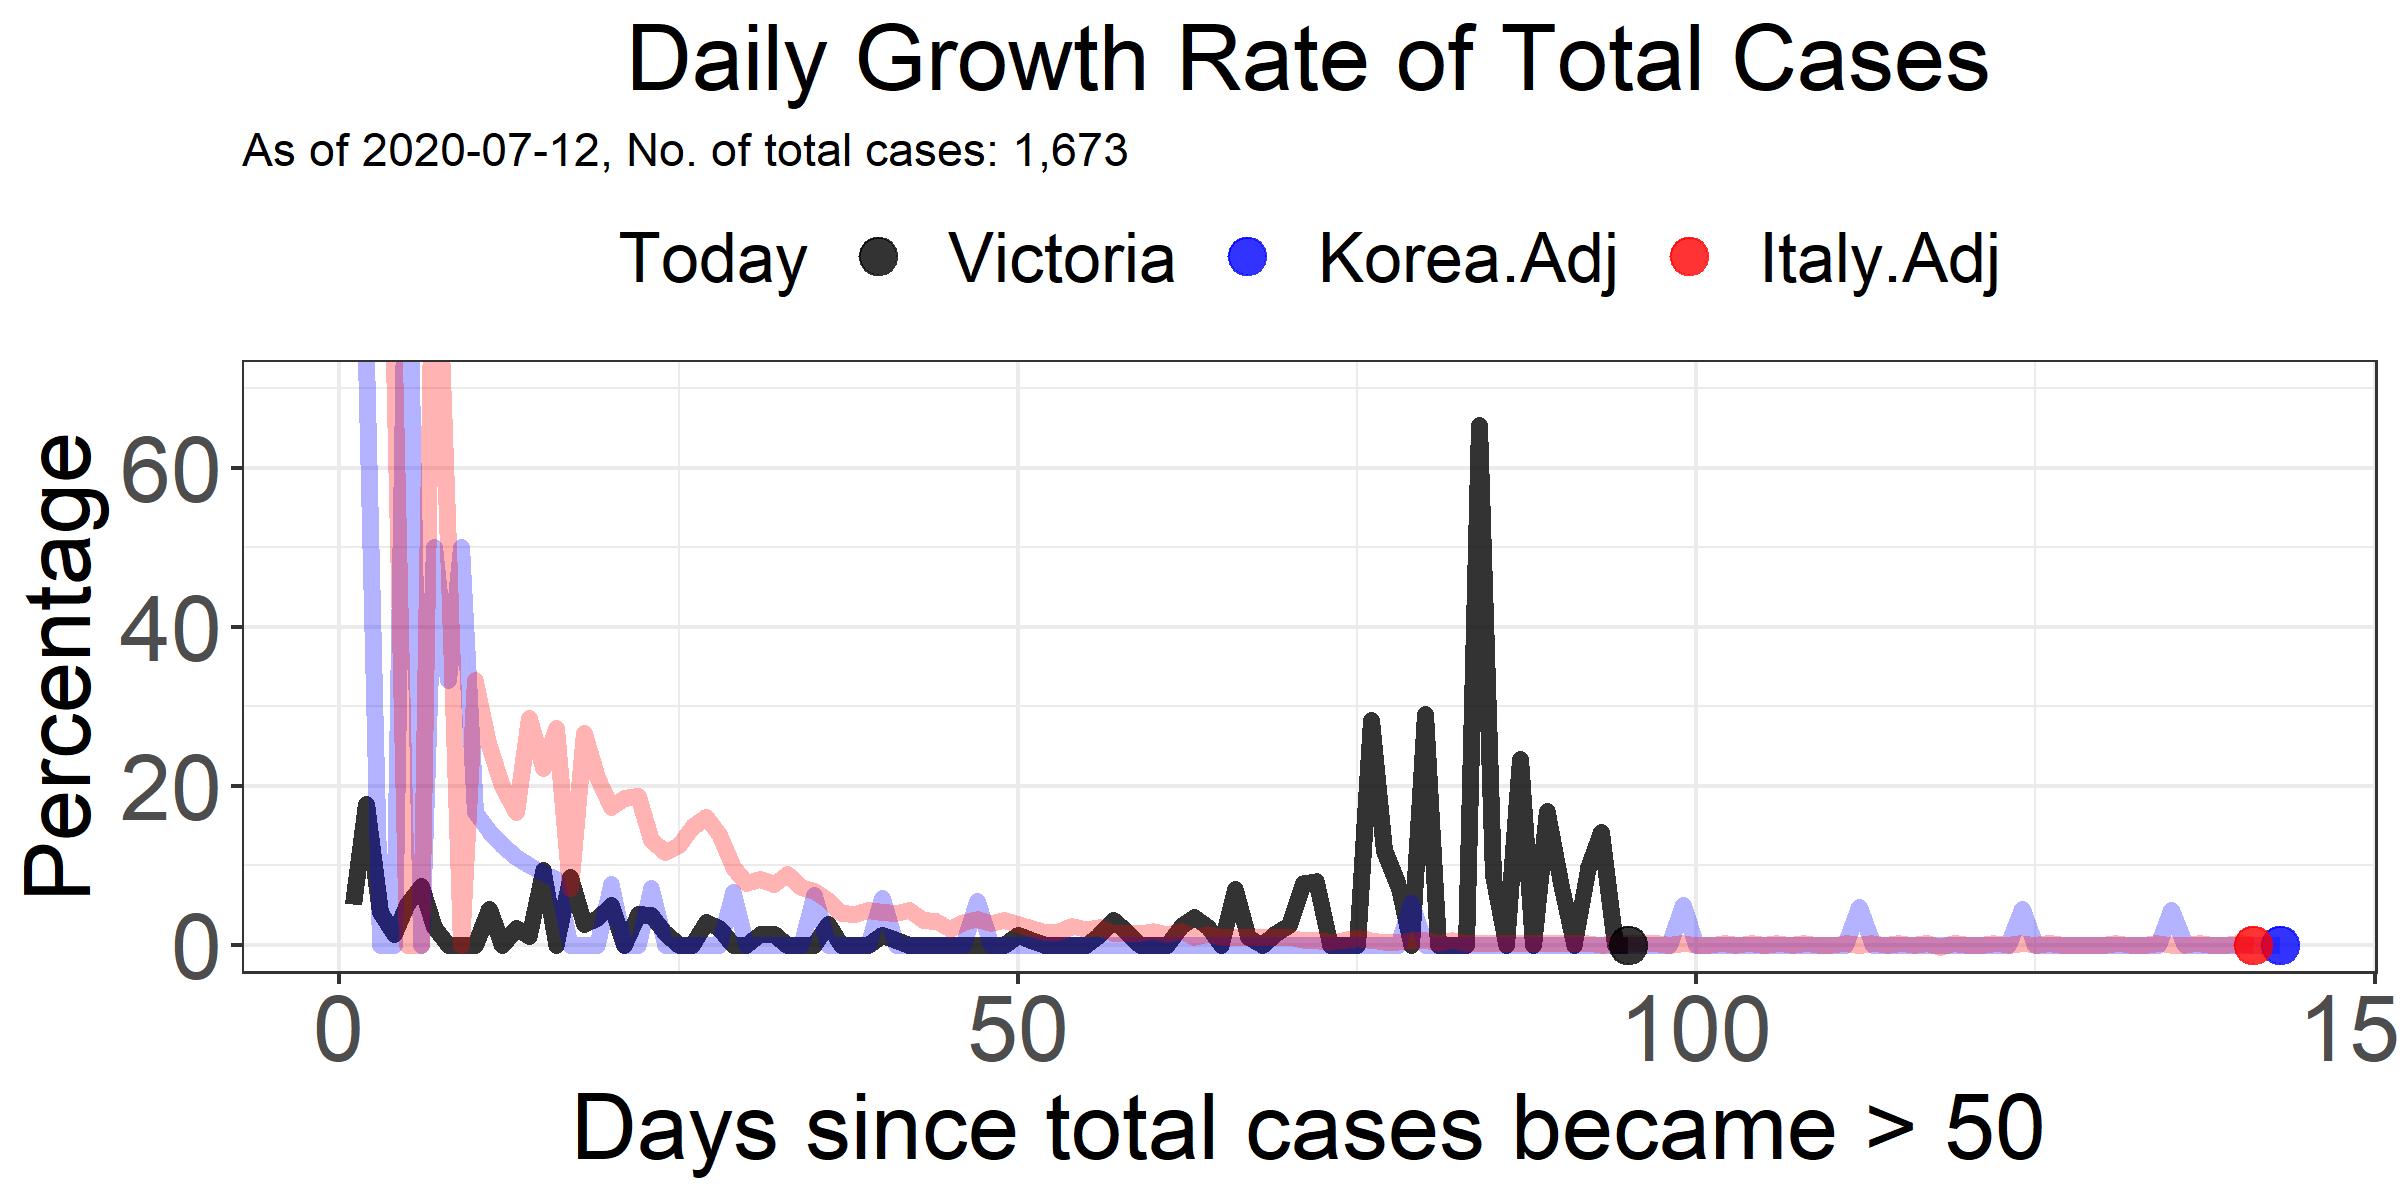 Daily Growth Rate of Total Cases
As of 2020-07-12, No. of total cases: 1,673
Today Victoria Korea.Adj Italy.Adj
Percentage
60
40
20
0
0 50 100 15
Days since total cases became > 50